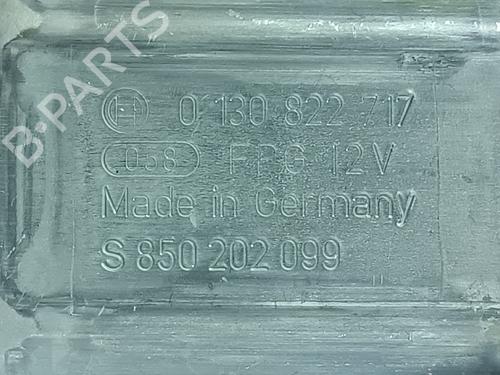 B-PARTS
0 130 822 717
058 FPG 12V
Made in Germany
S 850 202 099